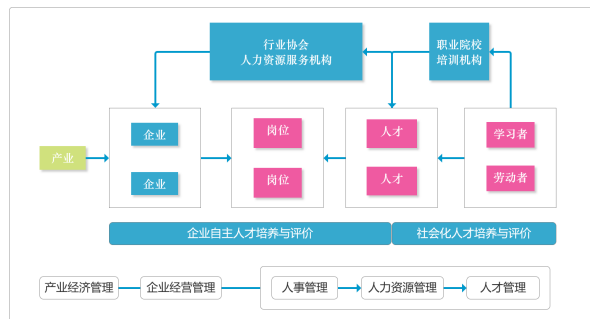 行业协会
人力资源服务机构
职业院校
培训机构
产业
企业
企业
岗位
岗位
人才
人才
学习者
劳动者
企业自主人才培养与评价
社会化人才培养与评价
产业经济管理
企业经营管理
人事管理
人力资源管理
人才管理